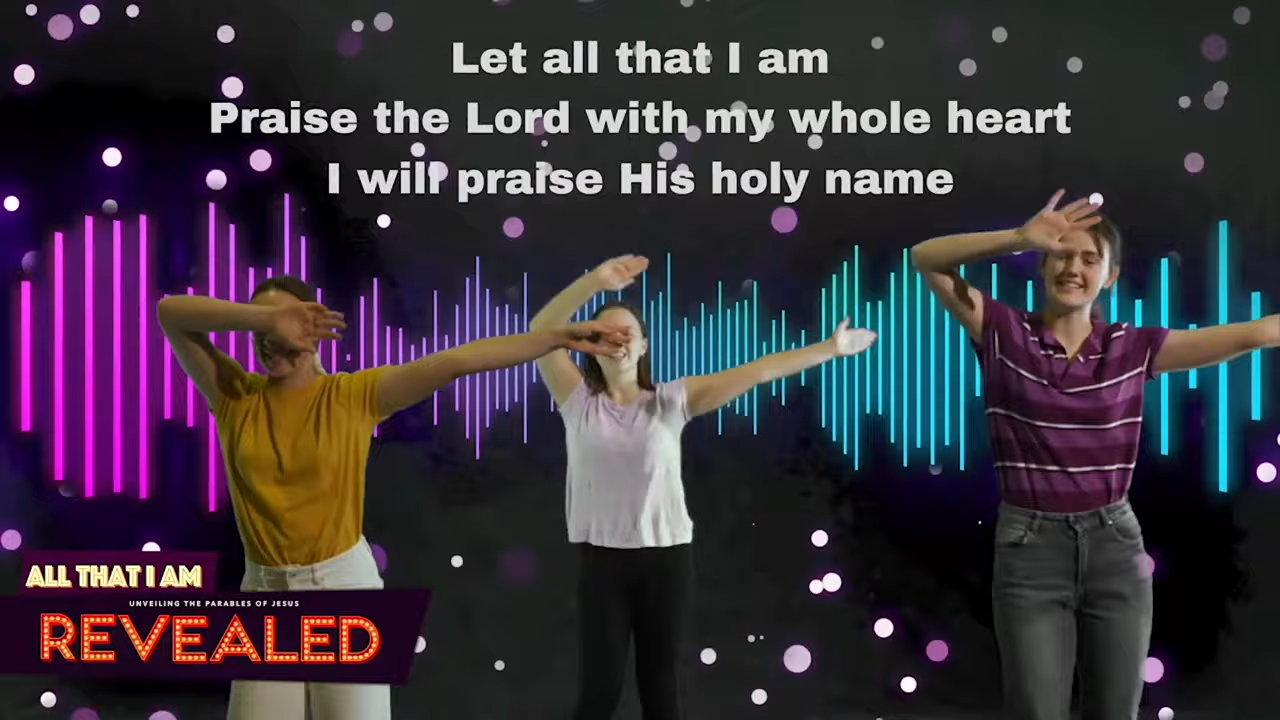 Let all that I am
Praise the Lord with my whole heart
I will praise His holy name
ALL THAT I AM
UNVEILING THE PARABLES OF JESUS
REVEALED